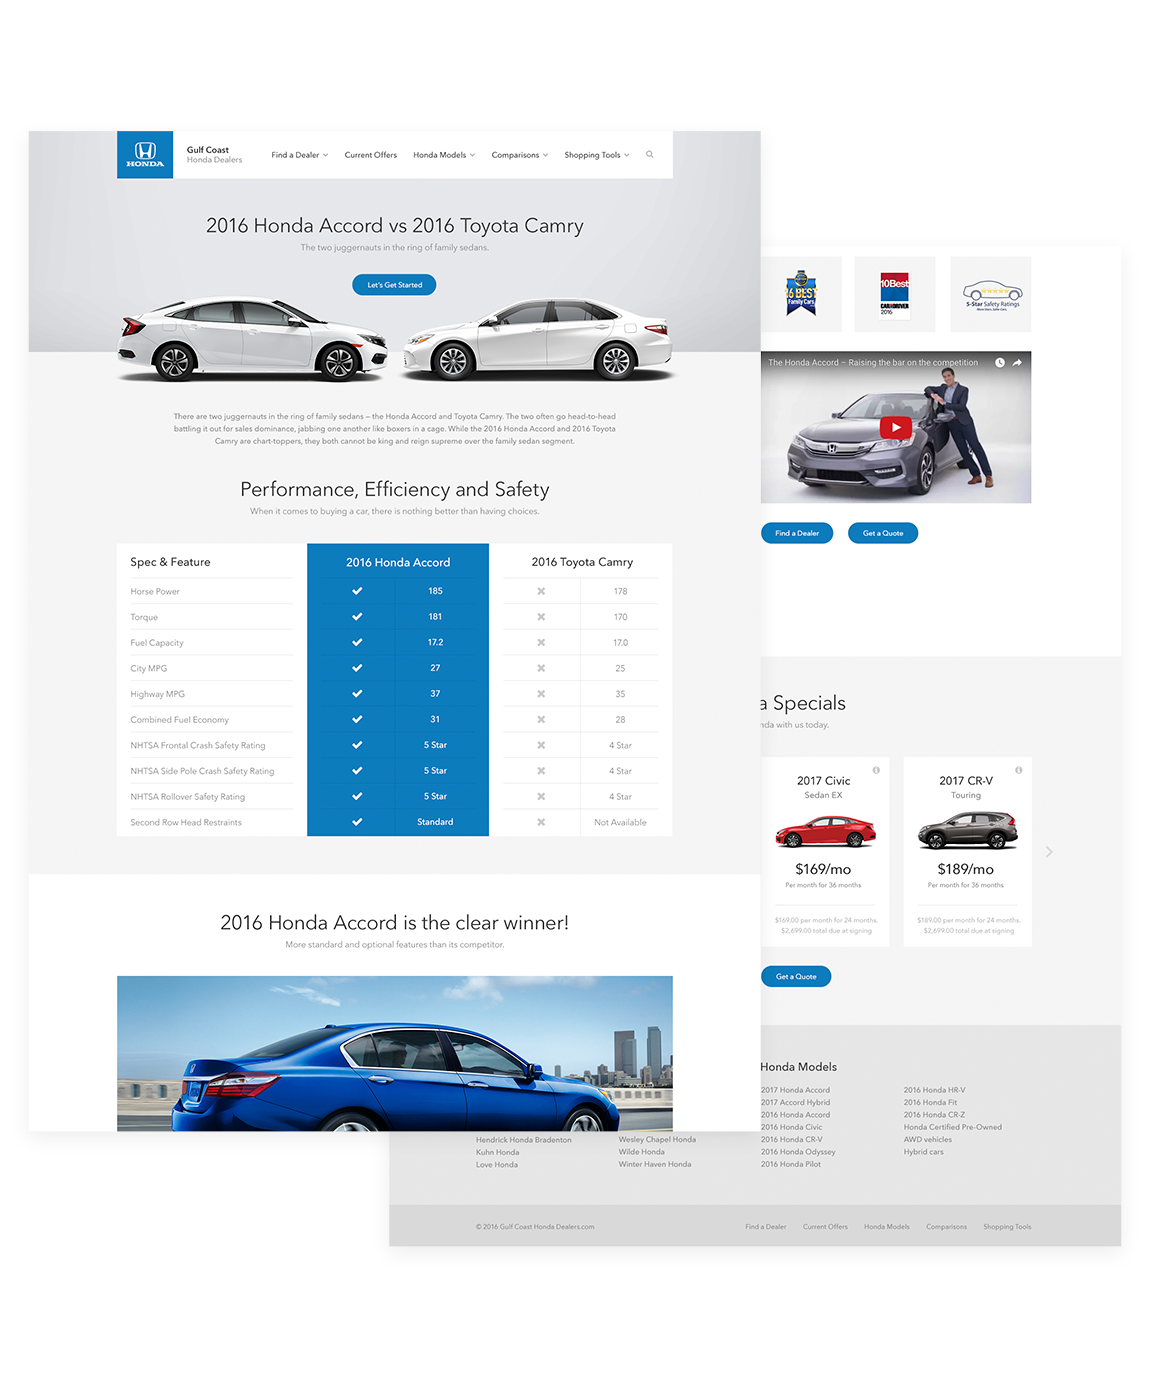 HONDA
Gulf Coast
Honda Dealers
Find a Dealer
Current Offers
Honda Models
Comparisons
Shopping Tools
2016 Honda Accord vs 2016 Toyota Camry
The two juggernauts in the ring of family sedans.
Let's Get Started
There are two juggernauts in the ring of family sedans – the Honda Accord and Toyota Camry. The two often go head-to-head
battling it out for sales dominance, jabbing one another like boxers in a cage. While the 2016 Honda Accord and 2016 Toyota
Camry are chart-toppers, they both cannot be king and reign supreme over the family sedan segment.
Performance, Efficiency and Safety
When it comes to buying a car, there is nothing better than having choices.
Spec & Feature 2016 Honda Accord 2016 Toyota Camry
Horse Power 185 178
Torque 181 170
Fuel Capacity 17.2 17.0
City MPG 27 25
Highway MPG 37 35
Combined Fuel Economy 31 28
NHTSA Frontal Crash Safety Rating 5 Star 4 Star
NHTSA Side Pole Crash Safety Rating 5 Star 4 Star
NHTSA Rollover Safety Rating 5 Star 4 Star
Second Row Head Restraints Standard Not Available
2016 Honda Accord is the clear winner!
More standard and optional features than its competitor.
16 BEST
Family Cars
10Best
CAR and DRIVER
2016
5-Star Safety Ratings
More Stars. Safer Cars.
The Honda Accord – Raising the bar on the competition
Find a Dealer
Get a Quote
a Specials
nda with us today.
2017 Civic
Sedan EX
$169/mo
Per month for 36 months
$169.00 per month for 24 months.
$2,699.00 total due at signing
2017 CR-V
Touring
$189/mo
Per month for 36 months
$189.00 per month for 24 months.
$2,699.00 total due at signing
Get a Quote
Hendrick Honda Bradenton
Kuhn Honda
Love Honda
Wesley Chapel Honda
Wilde Honda
Winter Haven Honda
Honda Models
2017 Honda Accord
2017 Accord Hybrid
2016 Honda Accord
2016 Honda Civic
2016 Honda CR-V
2016 Honda Odyssey
2016 Honda Pilot
2016 Honda HR-V
2016 Honda Fit
2016 Honda CR-Z
Honda Certified Pre-Owned
AWD vehicles
Hybrid cars
© 2016 Gulf Coast Honda Dealers.com
Find a Dealer
Current Offers
Honda Models
Comparisons
Shopping Tools